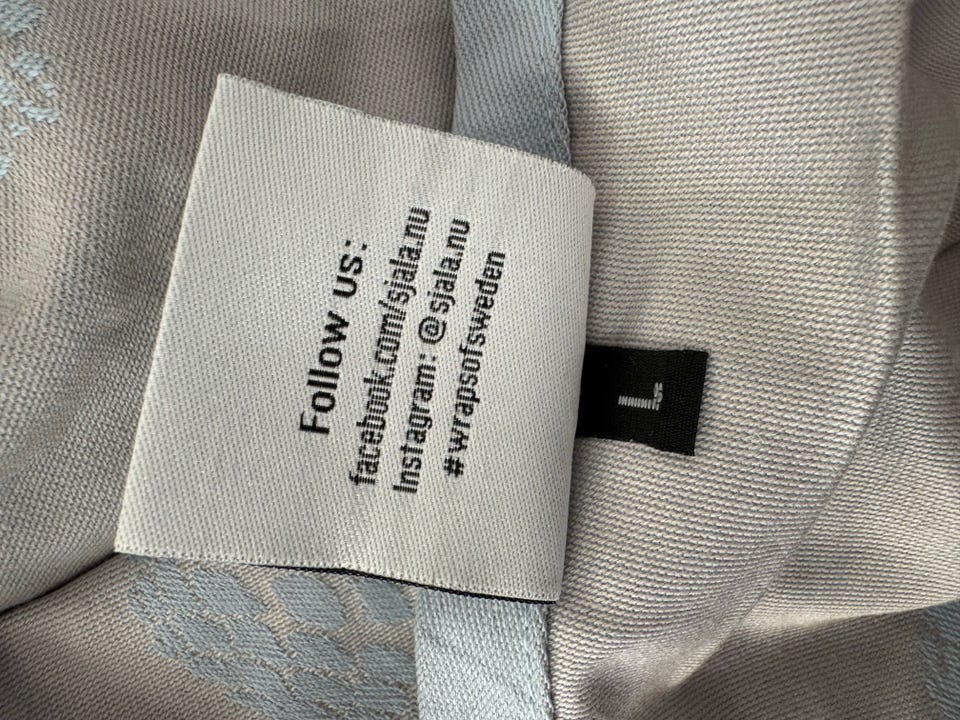 Follow us:
facebook.com/sjala.nu
Instagram: @sjala.nu
#wrapsofsweden
L